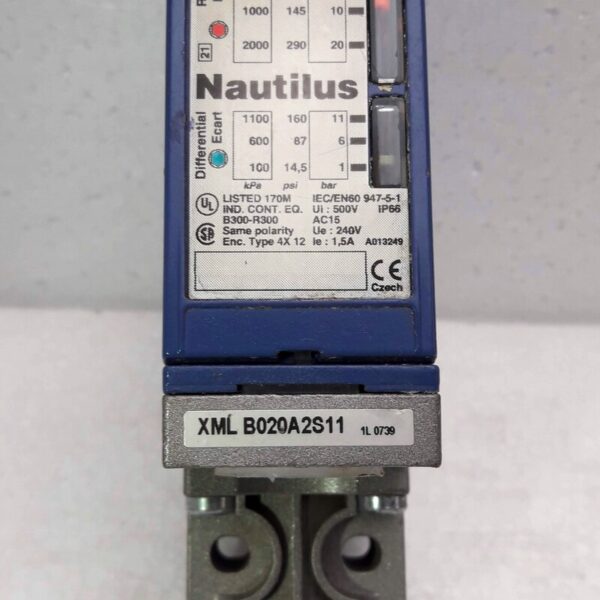 1000 145 10
21
2000 290 20
Nautilus
Differential
Ecart
1100 160 11
600 87 6
100 14,5 1
kPa psi bar
UL LISTED 170M IEC/EN60 947-5-1
IND. CONT. EQ. Ui : 500V IP66
B300-R300 AC15
Same polarity Ue : 240V
Enc. Type 4X 12 Ie : 1,5A A013249
CE
Czech
XML B020A2S11 1L 0739